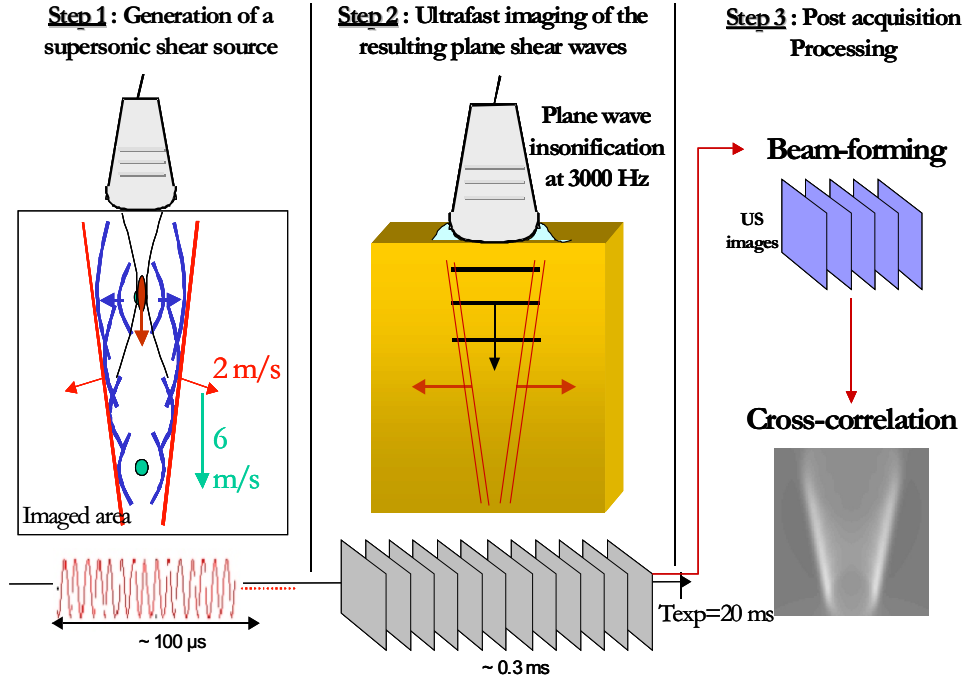 Step 1 : Generation of a
supersonic shear source
2 m/s
6
m/s
Imaged area
~ 100 µs
Step 2 : Ultrafast imaging of the
resulting plane shear waves
Plane wave
insonification
at 3000 Hz
~ 0.3 ms
Texp=20 ms
Step 3 : Post acquisition
Processing
Beam-forming
US
images
Cross-correlation